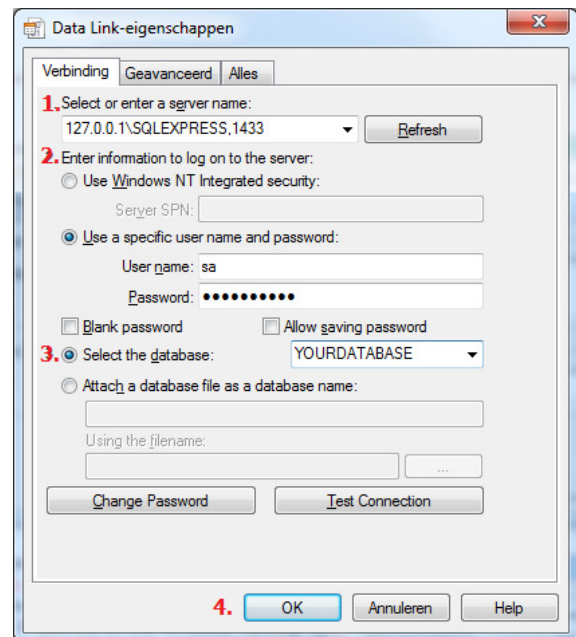 Data Link-eigenschappen
Verbinding Geavanceerd Alles
1. Select or enter a server name:
127.0.0.1\SQLEXPRESS,1433 Refresh
2. Enter information to log on to the server:
Use Windows NT Integrated security:
Server SPN:
Use a specific user name and password:
User name: sa
Password: ●●●●●●●●●●
Blank password Allow saving password
3. Select the database: YOURDATABASE
Attach a database file as a database name:
Using the filename:
...
Change Password Test Connection
4. OK Annuleren Help